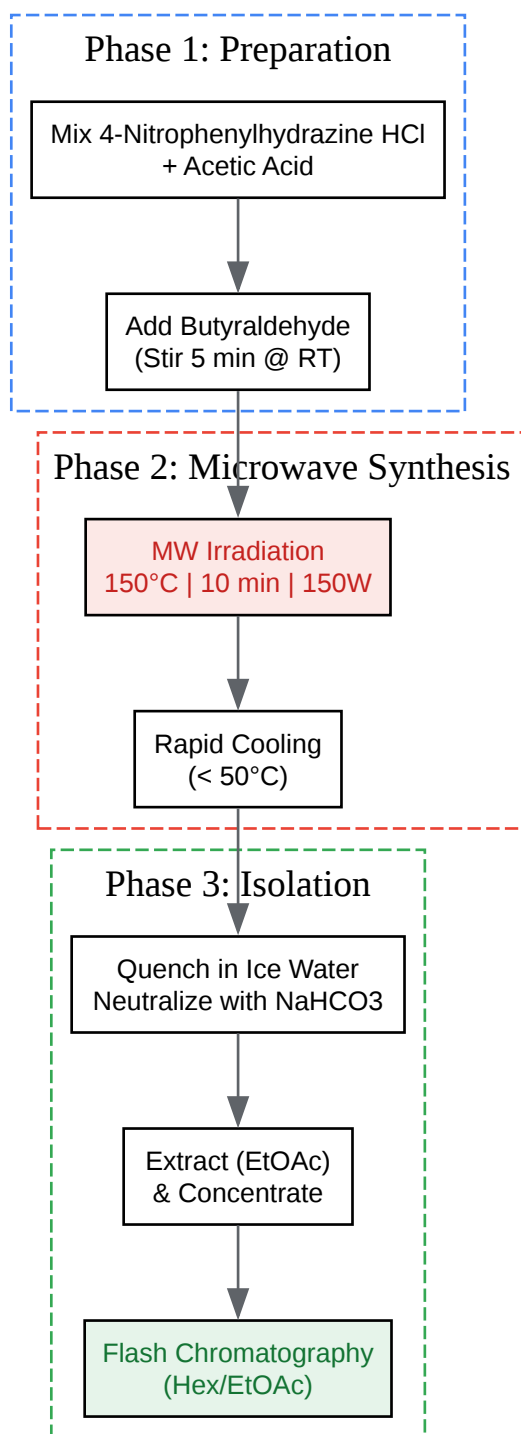 Phase 1: Preparation
Mix 4-Nitrophenylhydrazine HCl
+ Acetic Acid
Add Butyraldehyde
(Stir 5 min @ RT)
Phase 2: Microwave Synthesis
MW Irradiation
150°C | 10 min | 150W
Rapid Cooling
(< 50°C)
Phase 3: Isolation
Quench in Ice Water
Neutralize with NaHCO3
Extract (EtOAc)
& Concentrate
Flash Chromatography
(Hex/EtOAc)